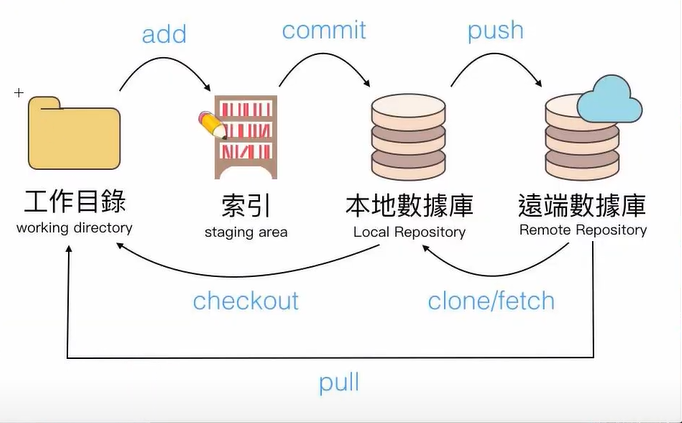 add
commit
push
工作目錄
working directory
索引
staging area
本地數據庫
Local Repository
遠端數據庫
Remote Repository
checkout
clone/fetch
pull